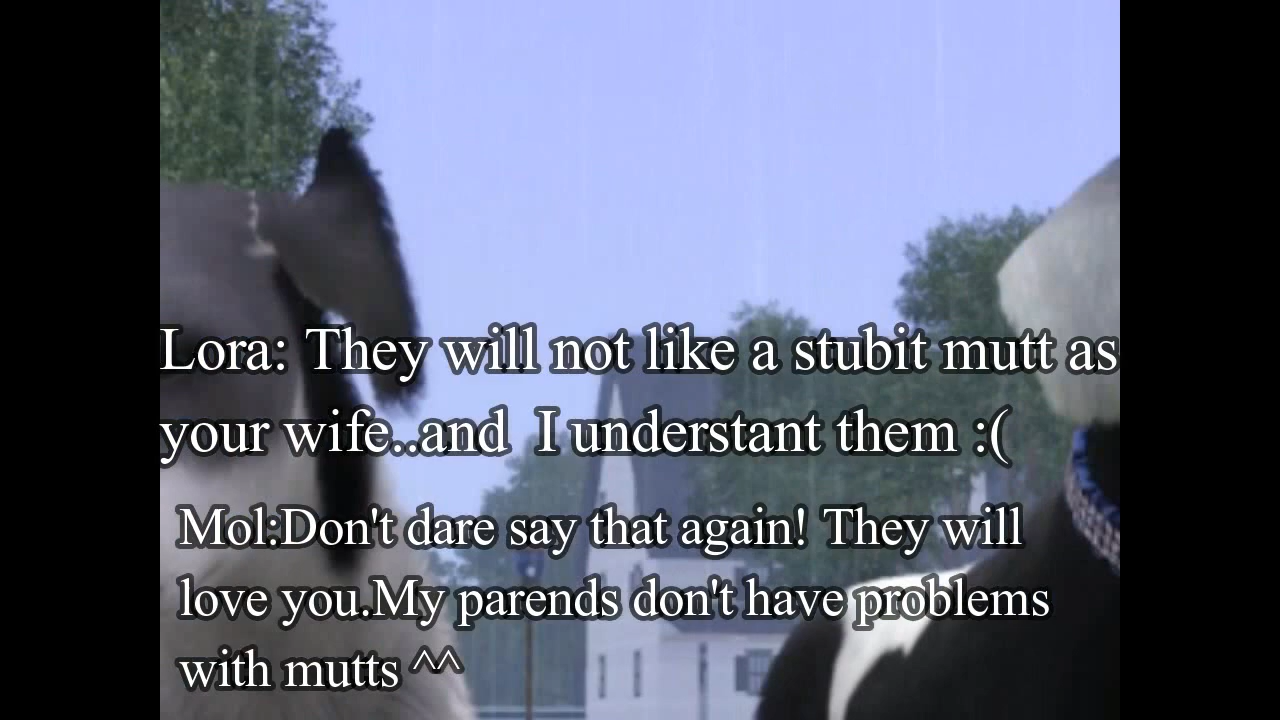 Lora: They will not like a stubit mutt as
your wife..and  I understant them :(
Mol:Don't dare say that again! They will
love you.My parends don't have problems
with mutts ^^